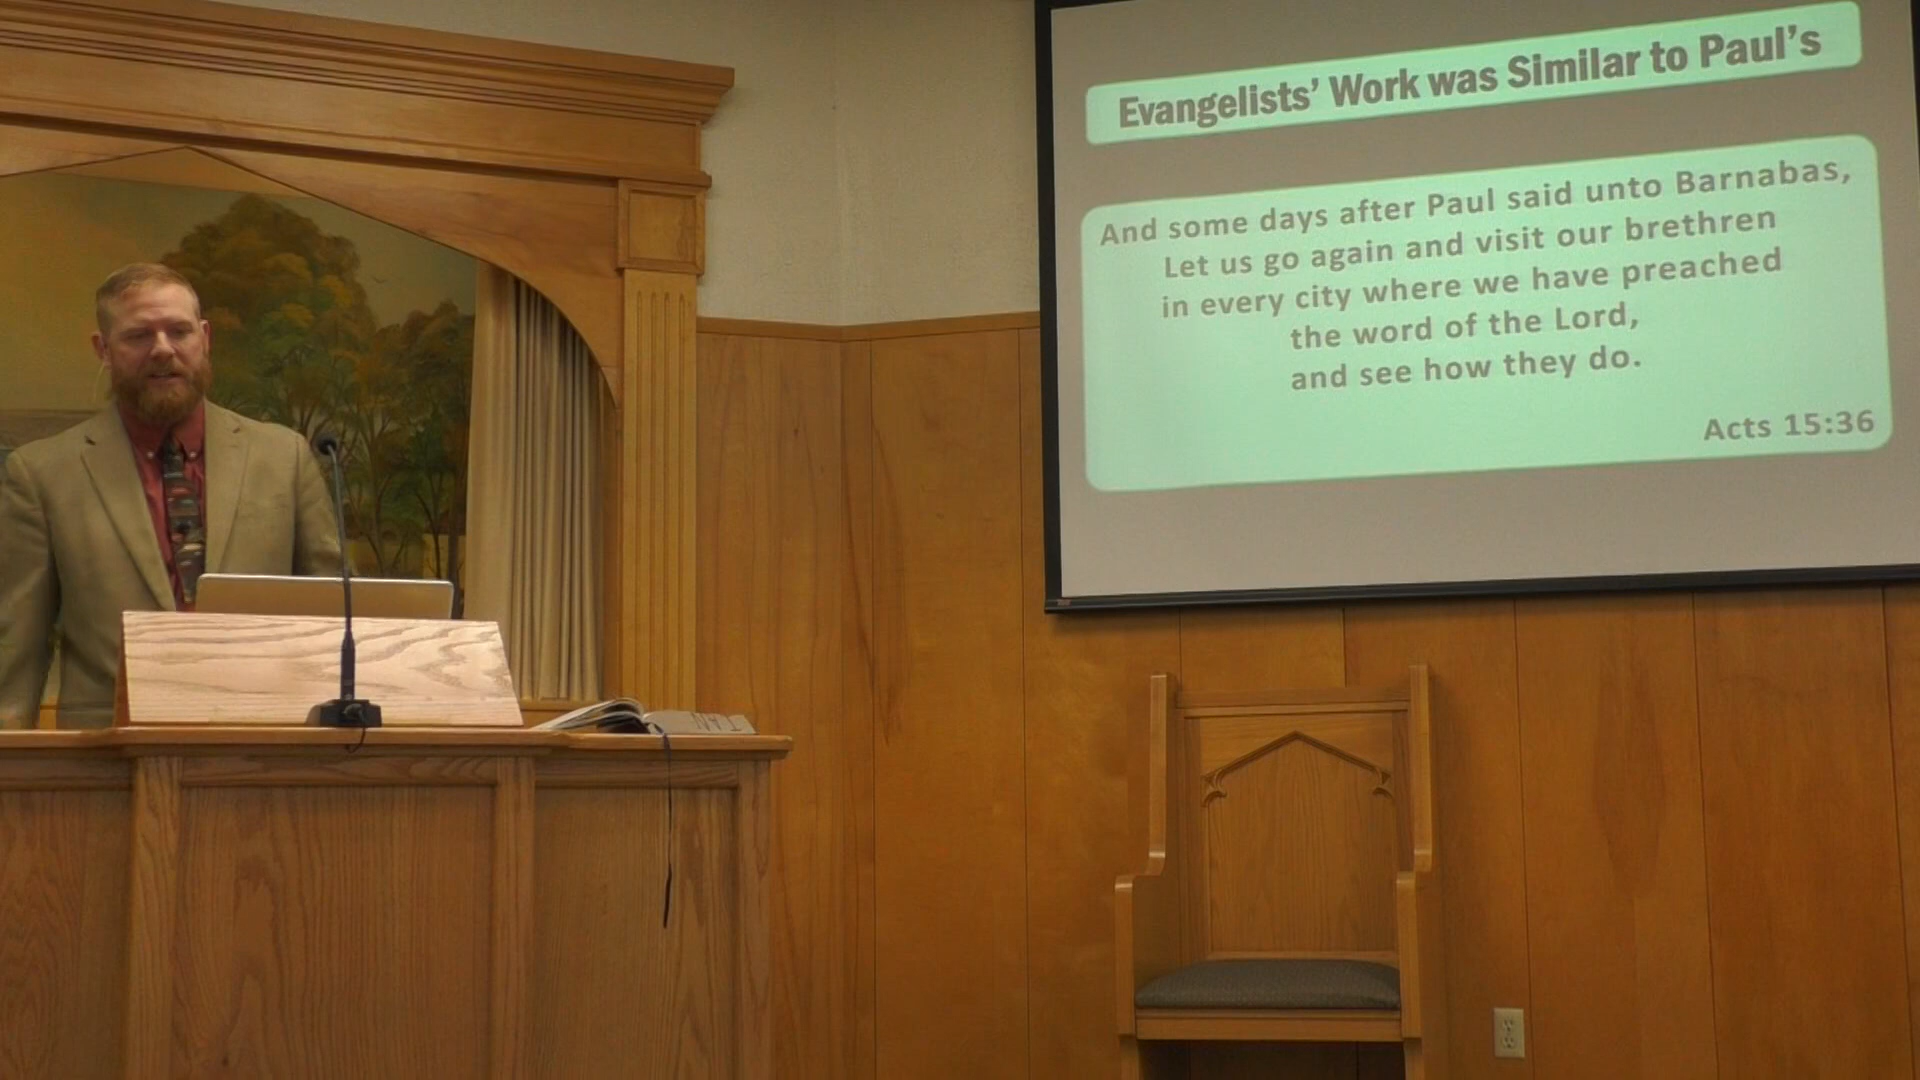 Evangelists' Work was Similar to Paul's
And some days after Paul said unto Barnabas,
Let us go again and visit our brethren
in every city where we have preached
the word of the Lord,
and see how they do.
Acts 15:36